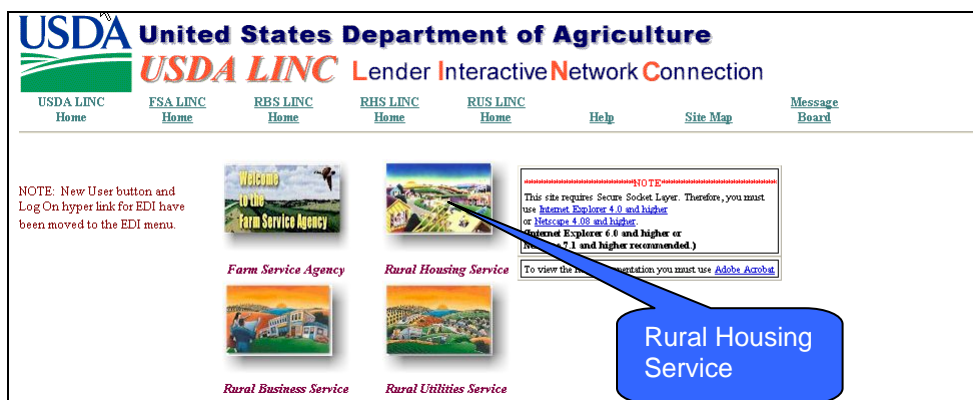 USDA United States Department of Agriculture
USDA LINC Lender Interactive Network Connection
USDA LINC Home
FSA LINC Home
RBS LINC Home
RHS LINC Home
RUS LINC Home
Help
Site Map
Message Board
NOTE: New User button and
Log On hyper link for EDI have
been moved to the EDI menu.
Welcome
to the
Farm Service Agency
Farm Service Agency
Rural Housing Service
NOTE
This site requires Secure Socket Layer. Therefore, you must
use Internet Explorer 4.0 and higher
or Netscape 4.08 and higher.
(Internet Explorer 6.0 and higher or
7.1 and higher recommended.)
To view the you must use Adobe Acrobat
Rural Housing
Service
Rural Business Service
Rural Utilities Service